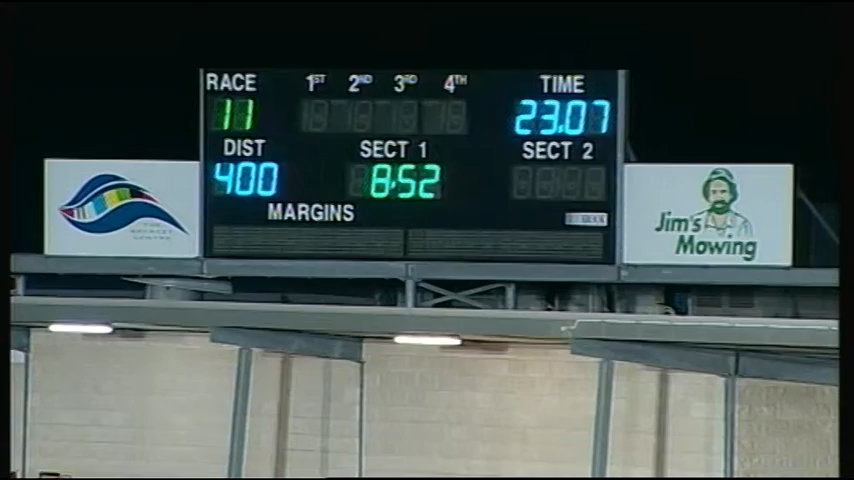 RACE 1ST 2ND 3RD 4TH TIME
11 23.07
DIST SECT 1 SECT 2
400 8.52
MARGINS
Jim's
Mowing